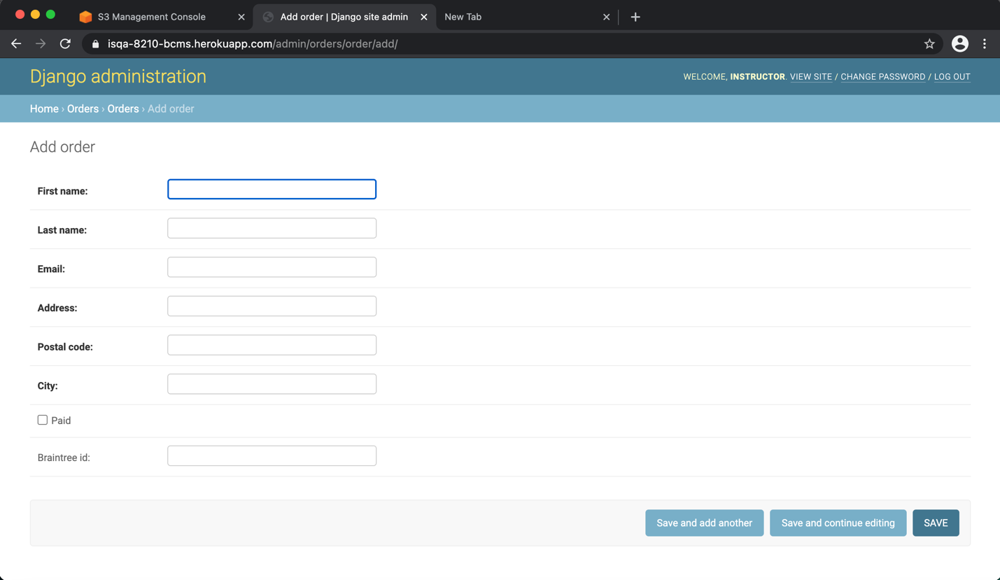 S3 Management Console
Add order | Django site admin
New Tab
isqa-8210-bcms.herokuapp.com/admin/orders/order/add/
Django administration
WELCOME, INSTRUCTOR. VIEW SITE / CHANGE PASSWORD / LOG OUT
Home › Orders › Orders › Add order
Add order
First name:
Last name:
Email:
Address:
Postal code:
City:
Paid
Braintree id:
Save and add another
Save and continue editing
SAVE